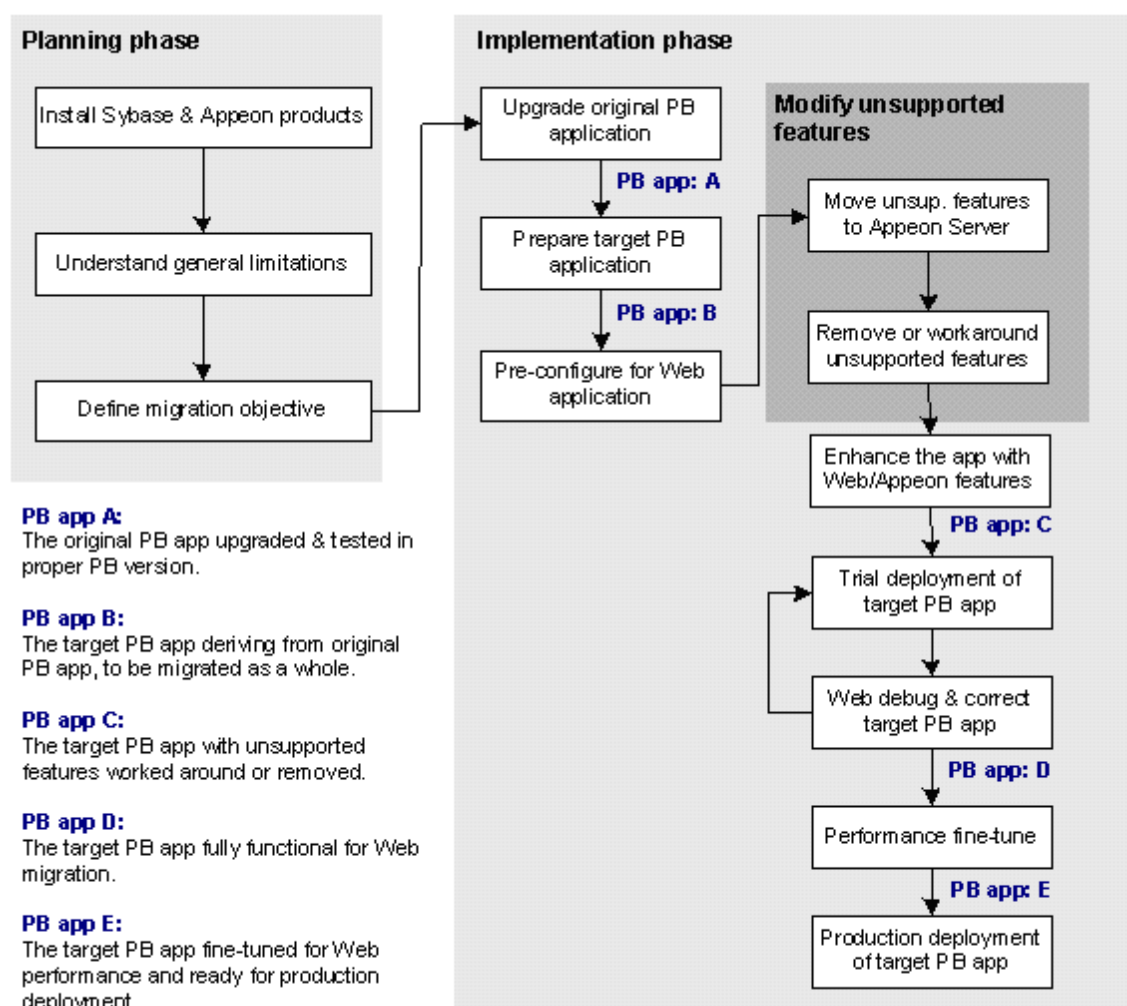 Planning phase
Install Sybase & Appeon products
Understand general limitations
Define migration objective
Implementation phase
Upgrade original PB
application
PB app: A
Prepare target PB
application
PB app: B
Pre-configure for Web
application
Modify unsupported
features
Move unsup. features
to Appeon Server
Remove or workaround
unsupported features
Enhance the app with
Web/Appeon features
PB app: C
Trial deployment of
target PB app
Web debug & correct
target PB app
PB app: D
Performance fine-tune
PB app: E
Production deployment
of target PB app
PB app A:
The original PB app upgraded & tested in
proper PB version.
PB app B:
The target PB app deriving from original
PB app, to be migrated as a whole.
PB app C:
The target PB app with unsupported
features worked around or removed.
PB app D:
The target PB app fully functional for Web
migration.
PB app E:
The target PB app fine-tuned for Web
performance and ready for production
deployment